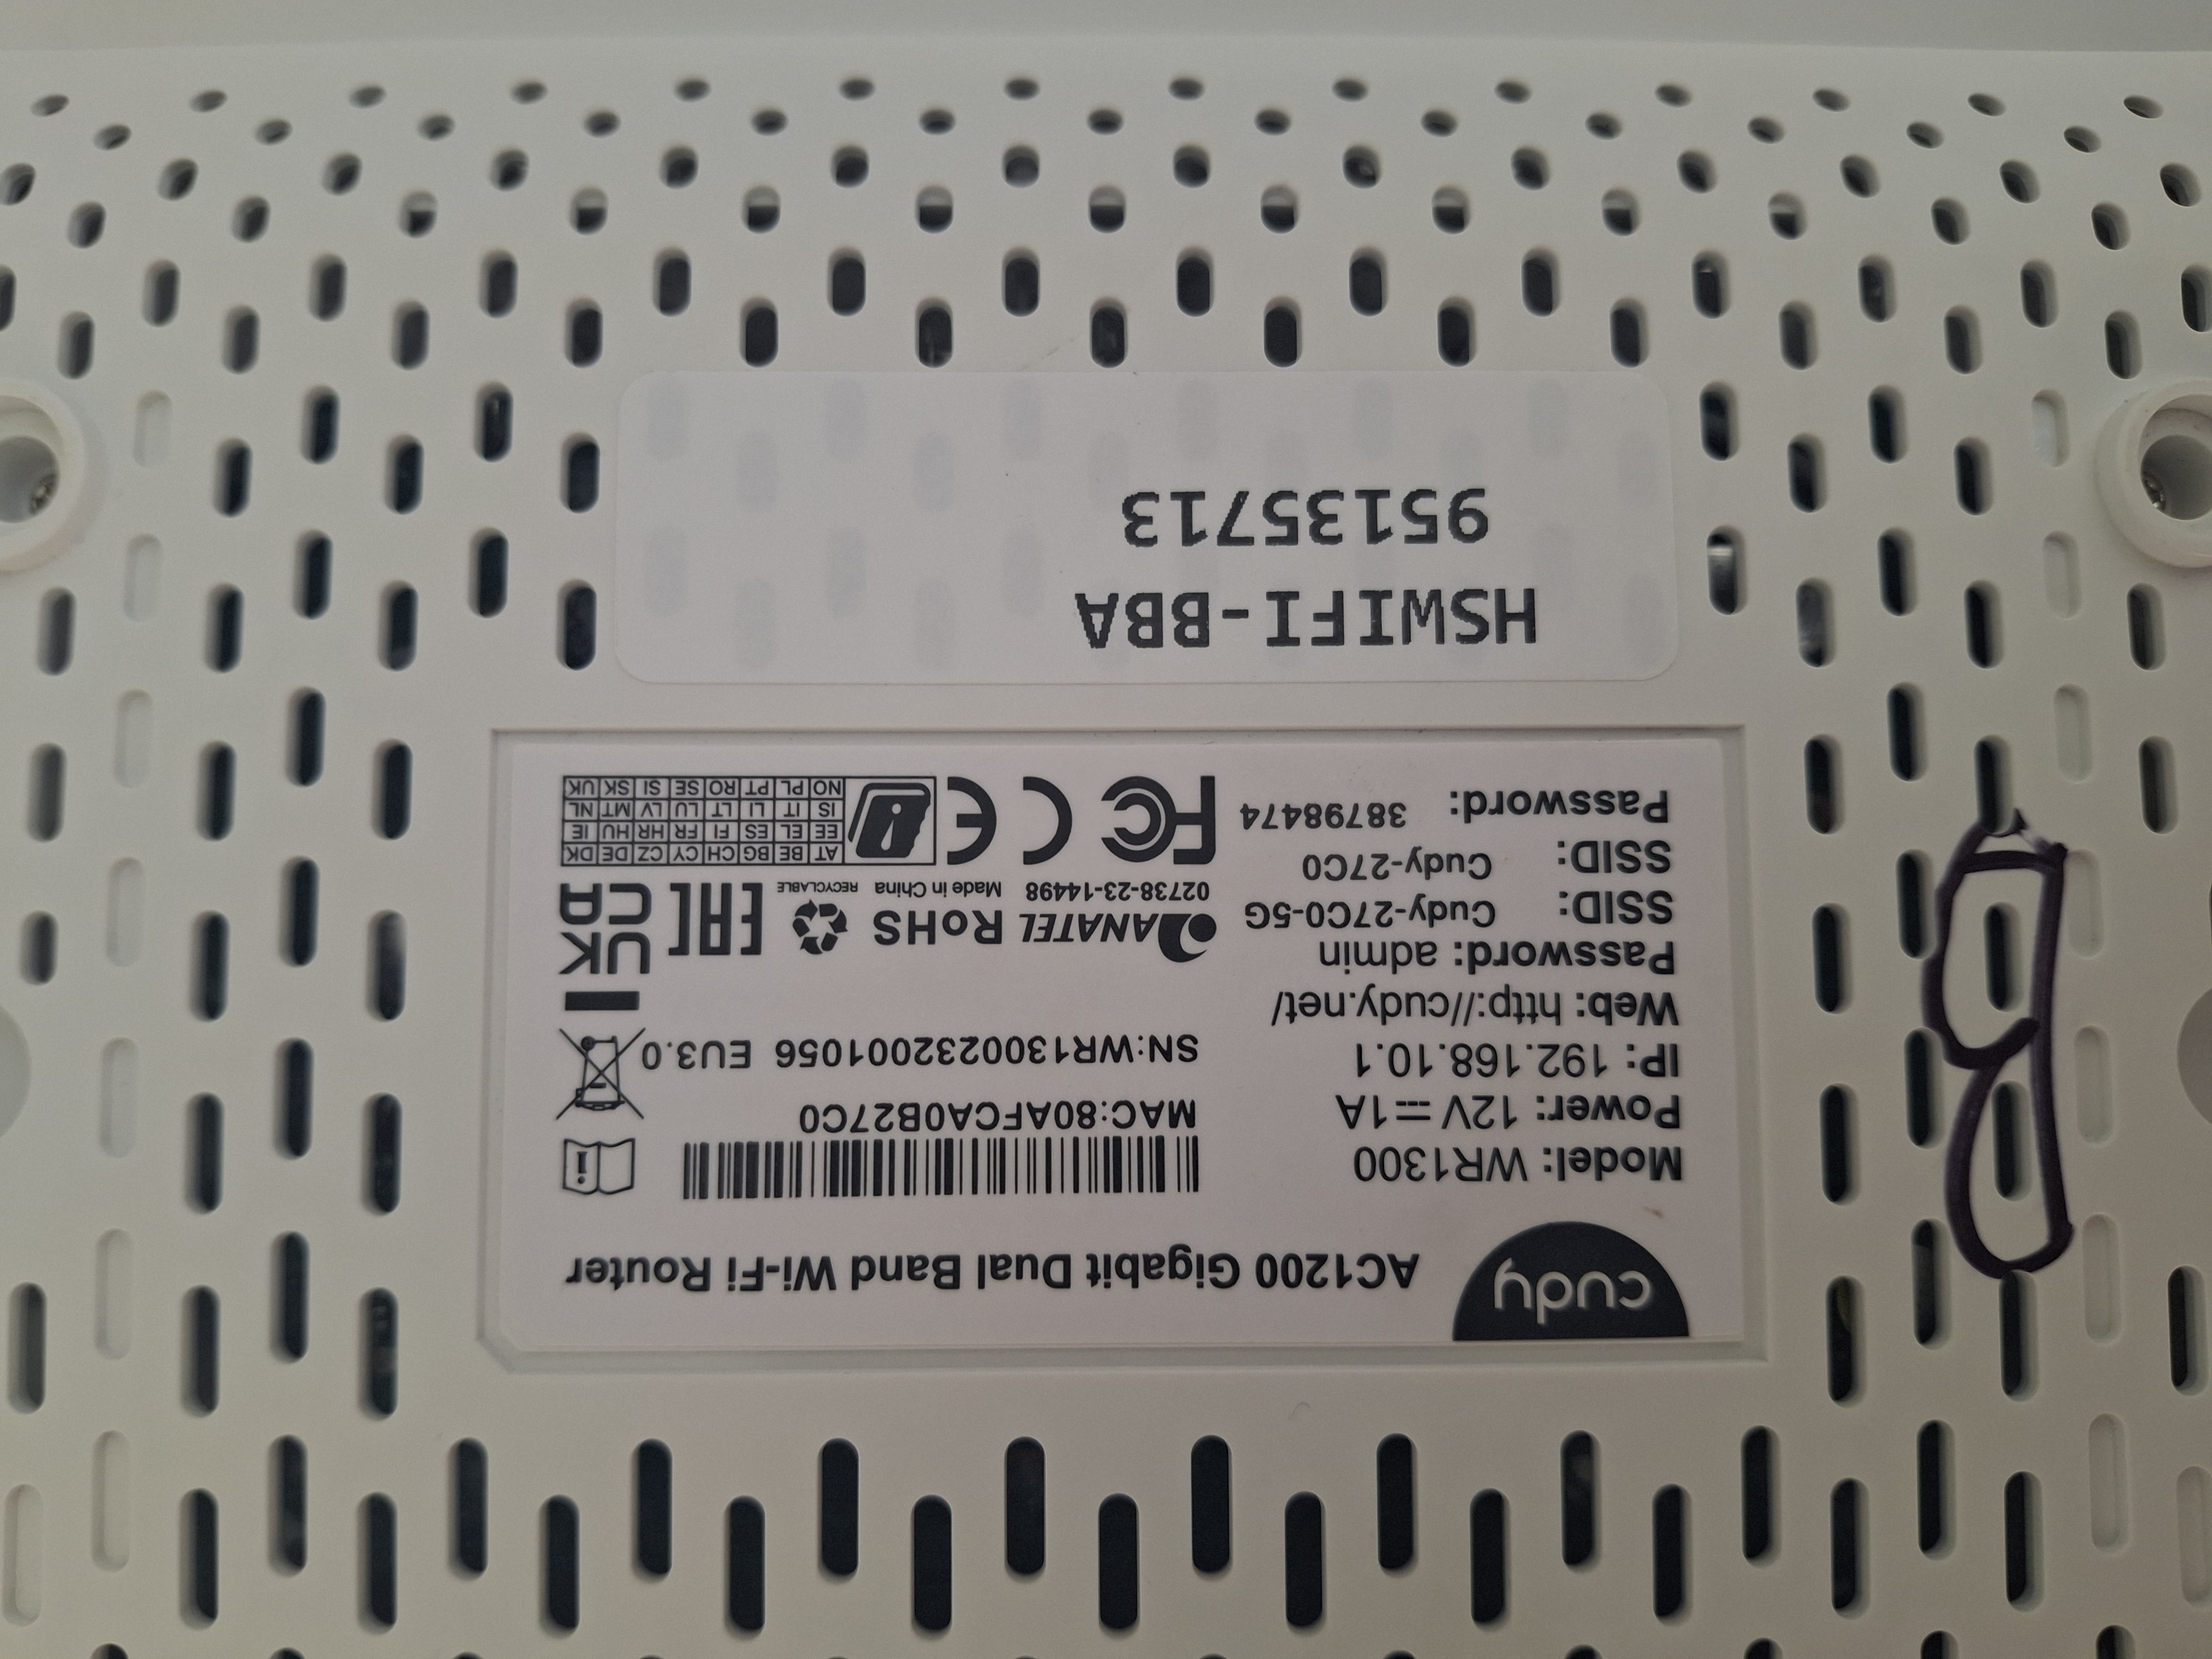 cudy
AC1200 Gigabit Dual Band Wi-Fi Router
Model: WR1300
Power: 12V⎓1A
IP: 192.168.10.1
Web: http://cudy.net/
Password: admin
SSID: Cudy-27C0-5G
SSID: Cudy-27C0
Password: 38798474
MAC:80AFCA0B27C0
SN:WR1300232001056 EU3.0
ANATEL
02738-23-14498
RoHS
Made in China
RECYCLABLE
EAC
UK
CA
FC
CE
AT BE BG CH CY CZ DE DK
EE EL ES FI FR HR HU IE
IS IT LI LT LU LV MT NL
NO PL PT RO SE SI SK UK
HSWIFI-BBA
95135713
B